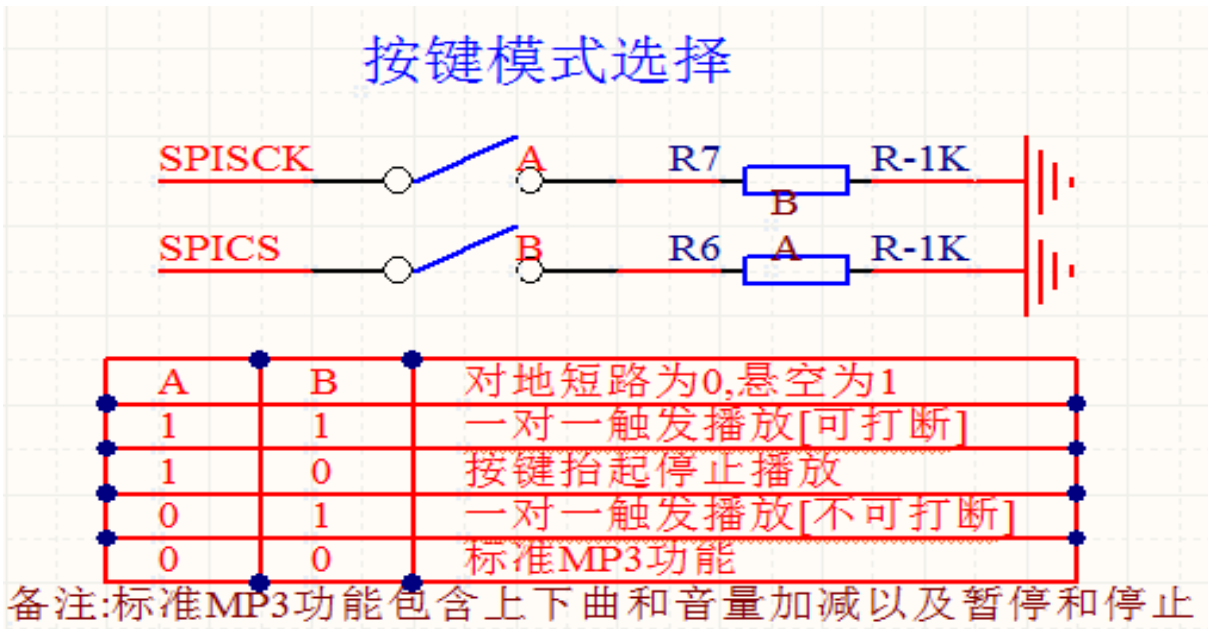 按键模式选择
SPISCK A R7 R-1K
B
SPICS B R6 A R-1K
A B 对地短路为0,悬空为1
1 1 一对一触发播放[可打断]
1 0 按键抬起停止播放
0 1 一对一触发播放[不可打断]
0 0 标准MP3功能
备注:标准MP3功能包含上下曲和音量加减以及暂停和停止